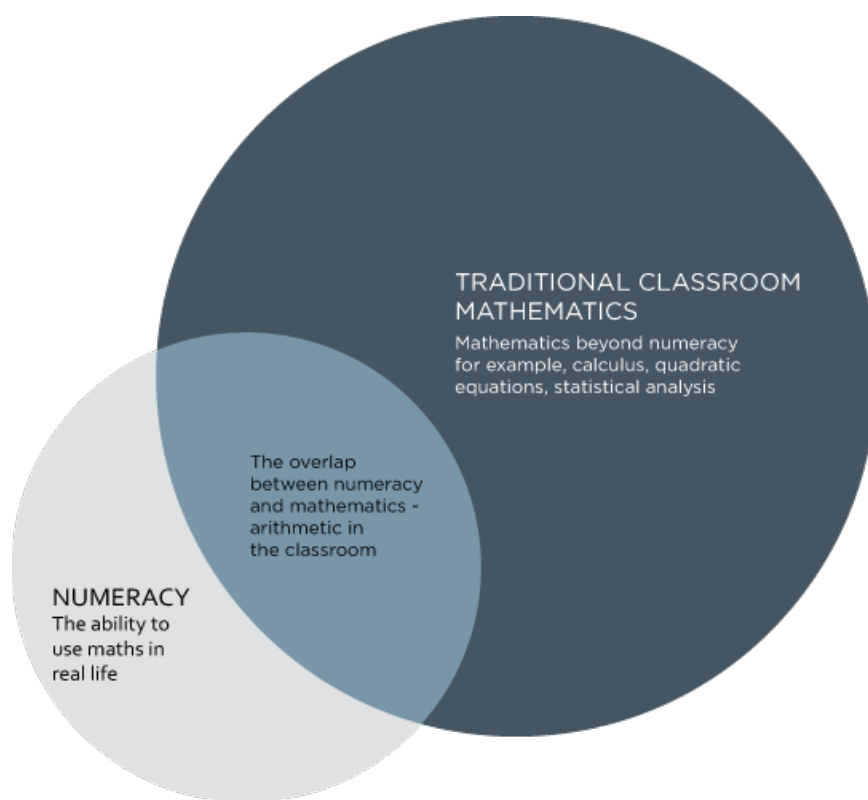 TRADITIONAL CLASSROOM
MATHEMATICS
Mathematics beyond numeracy
for example, calculus, quadratic
equations, statistical analysis
The overlap
between numeracy
and mathematics -
arithmetic in
the classroom
NUMERACY
The ability to
use maths in
real life